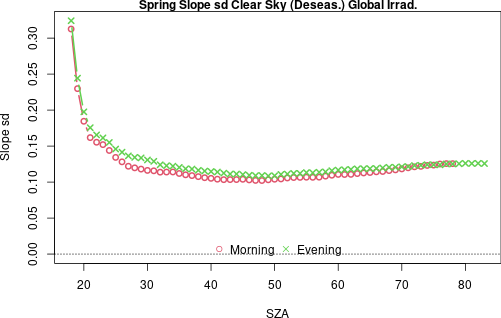 Spring Slope sd Clear Sky (Deseas.) Global Irrad.
Slope sd
0.30
0.25
0.20
0.15
0.10
0.05
0.00
Morning Evening
20 30 40 50 60 70 80
SZA